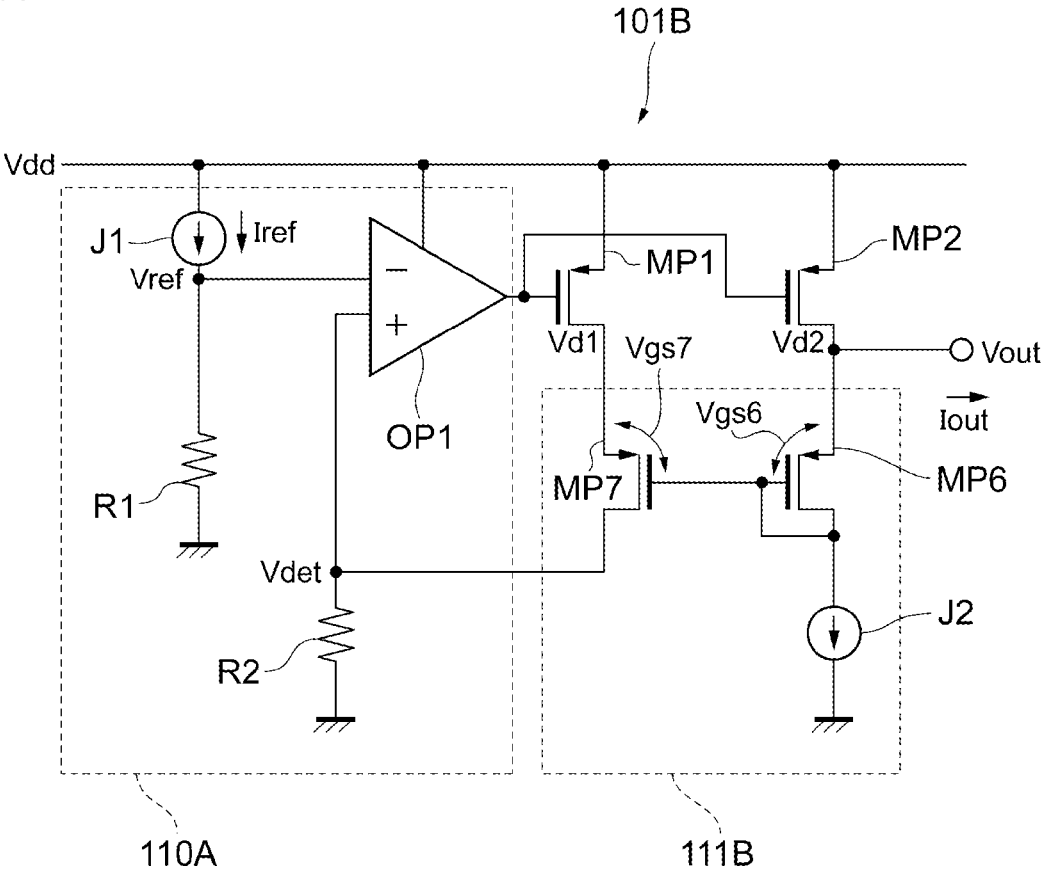 101B
Vdd
J1
Iref
Vref
−
+
OP1
MP1
MP2
Vd1
Vd2
Vgs7
Vout
Vgs6
Iout
R1
MP7
MP6
Vdet
R2
J2
110A
111B